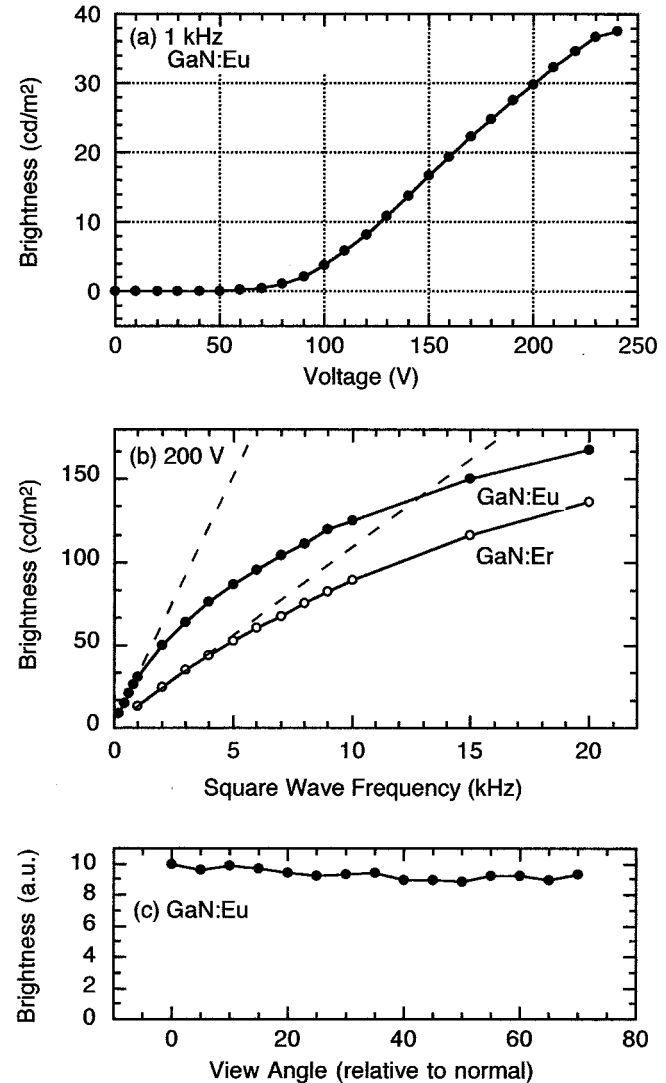 (a) 1 kHz
GaN:Eu
40
30
20
10
0
Brightness (cd/m2)
0 50 100 150 200 250
Voltage (V)
(b) 200 V
150
100
50
0
Brightness (cd/m2)
GaN:Eu
GaN:Er
0 5 10 15 20
Square Wave Frequency (kHz)
10
8
6
4
2
0
Brightness (a.u.)
(c) GaN:Eu
0 20 40 60 80
View Angle (relative to normal)